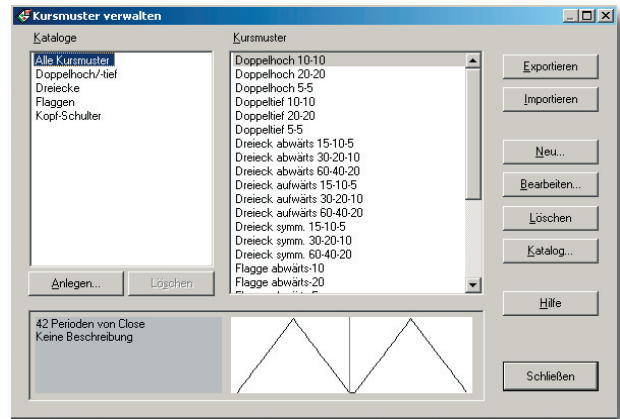 Kursmuster verwalten
Kataloge
Alle Kursmuster
Doppelhoch/-tief
Dreiecke
Flaggen
Kopf-Schulter
Anlegen...
Löschen
Kursmuster
Doppelhoch 10-10
Doppelhoch 20-20
Doppelhoch 5-5
Doppeltief 10-10
Doppeltief 20-20
Doppeltief 5-5
Dreieck abwärts 15-10-5
Dreieck abwärts 30-20-10
Dreieck abwärts 60-40-20
Dreieck aufwärts 15-10-5
Dreieck aufwärts 30-20-10
Dreieck aufwärts 60-40-20
Dreieck symm. 15-10-5
Dreieck symm. 30-20-10
Dreieck symm. 60-40-20
Flagge abwärts-10
Flagge abwärts-20
Exportieren
Importieren
Neu...
Bearbeiten...
Löschen
Katalog...
Hilfe
Schließen
42 Perioden von Close
Keine Beschreibung